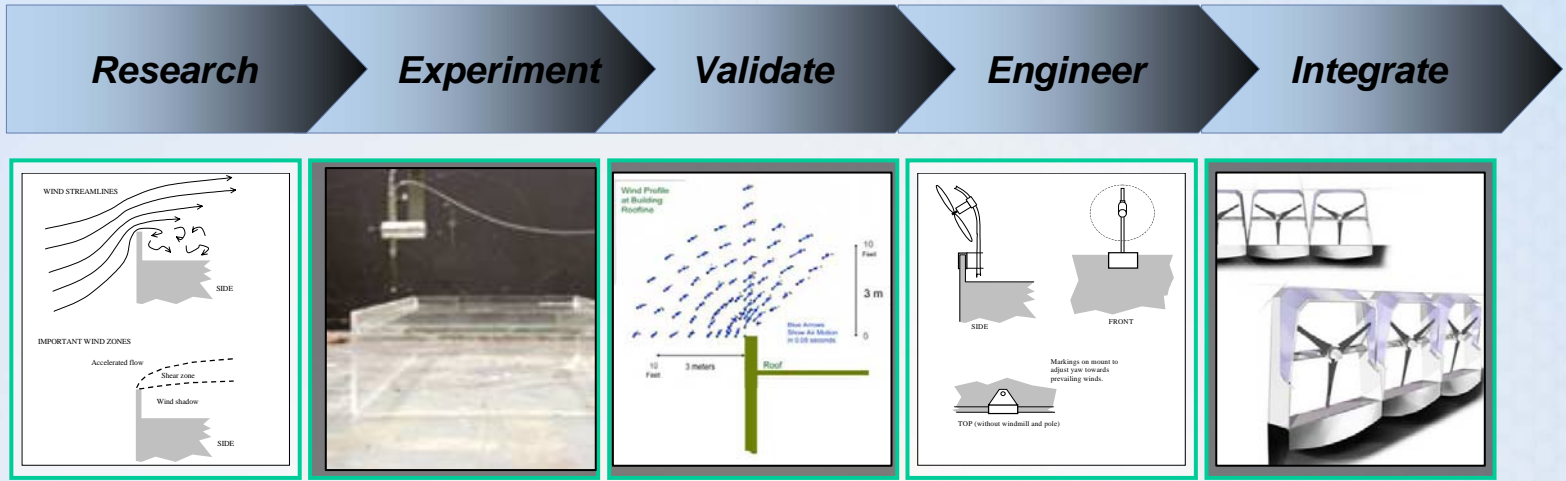 Research
Experiment
Validate
Engineer
Integrate
WIND STREAMLINES
SIDE
IMPORTANT WIND ZONES
Accelerated flow
Shear zone
Wind shadow
SIDE
Wind Profile
at Building
Roofline
10
Feet
3 m
0
Blue Arrows
Show Air Motion
in 0.05 seconds
10
Feet
3 meters
Roof
SIDE
FRONT
Markings on mount to
adjust yaw towards
prevailing winds.
TOP (without windmill and pole)